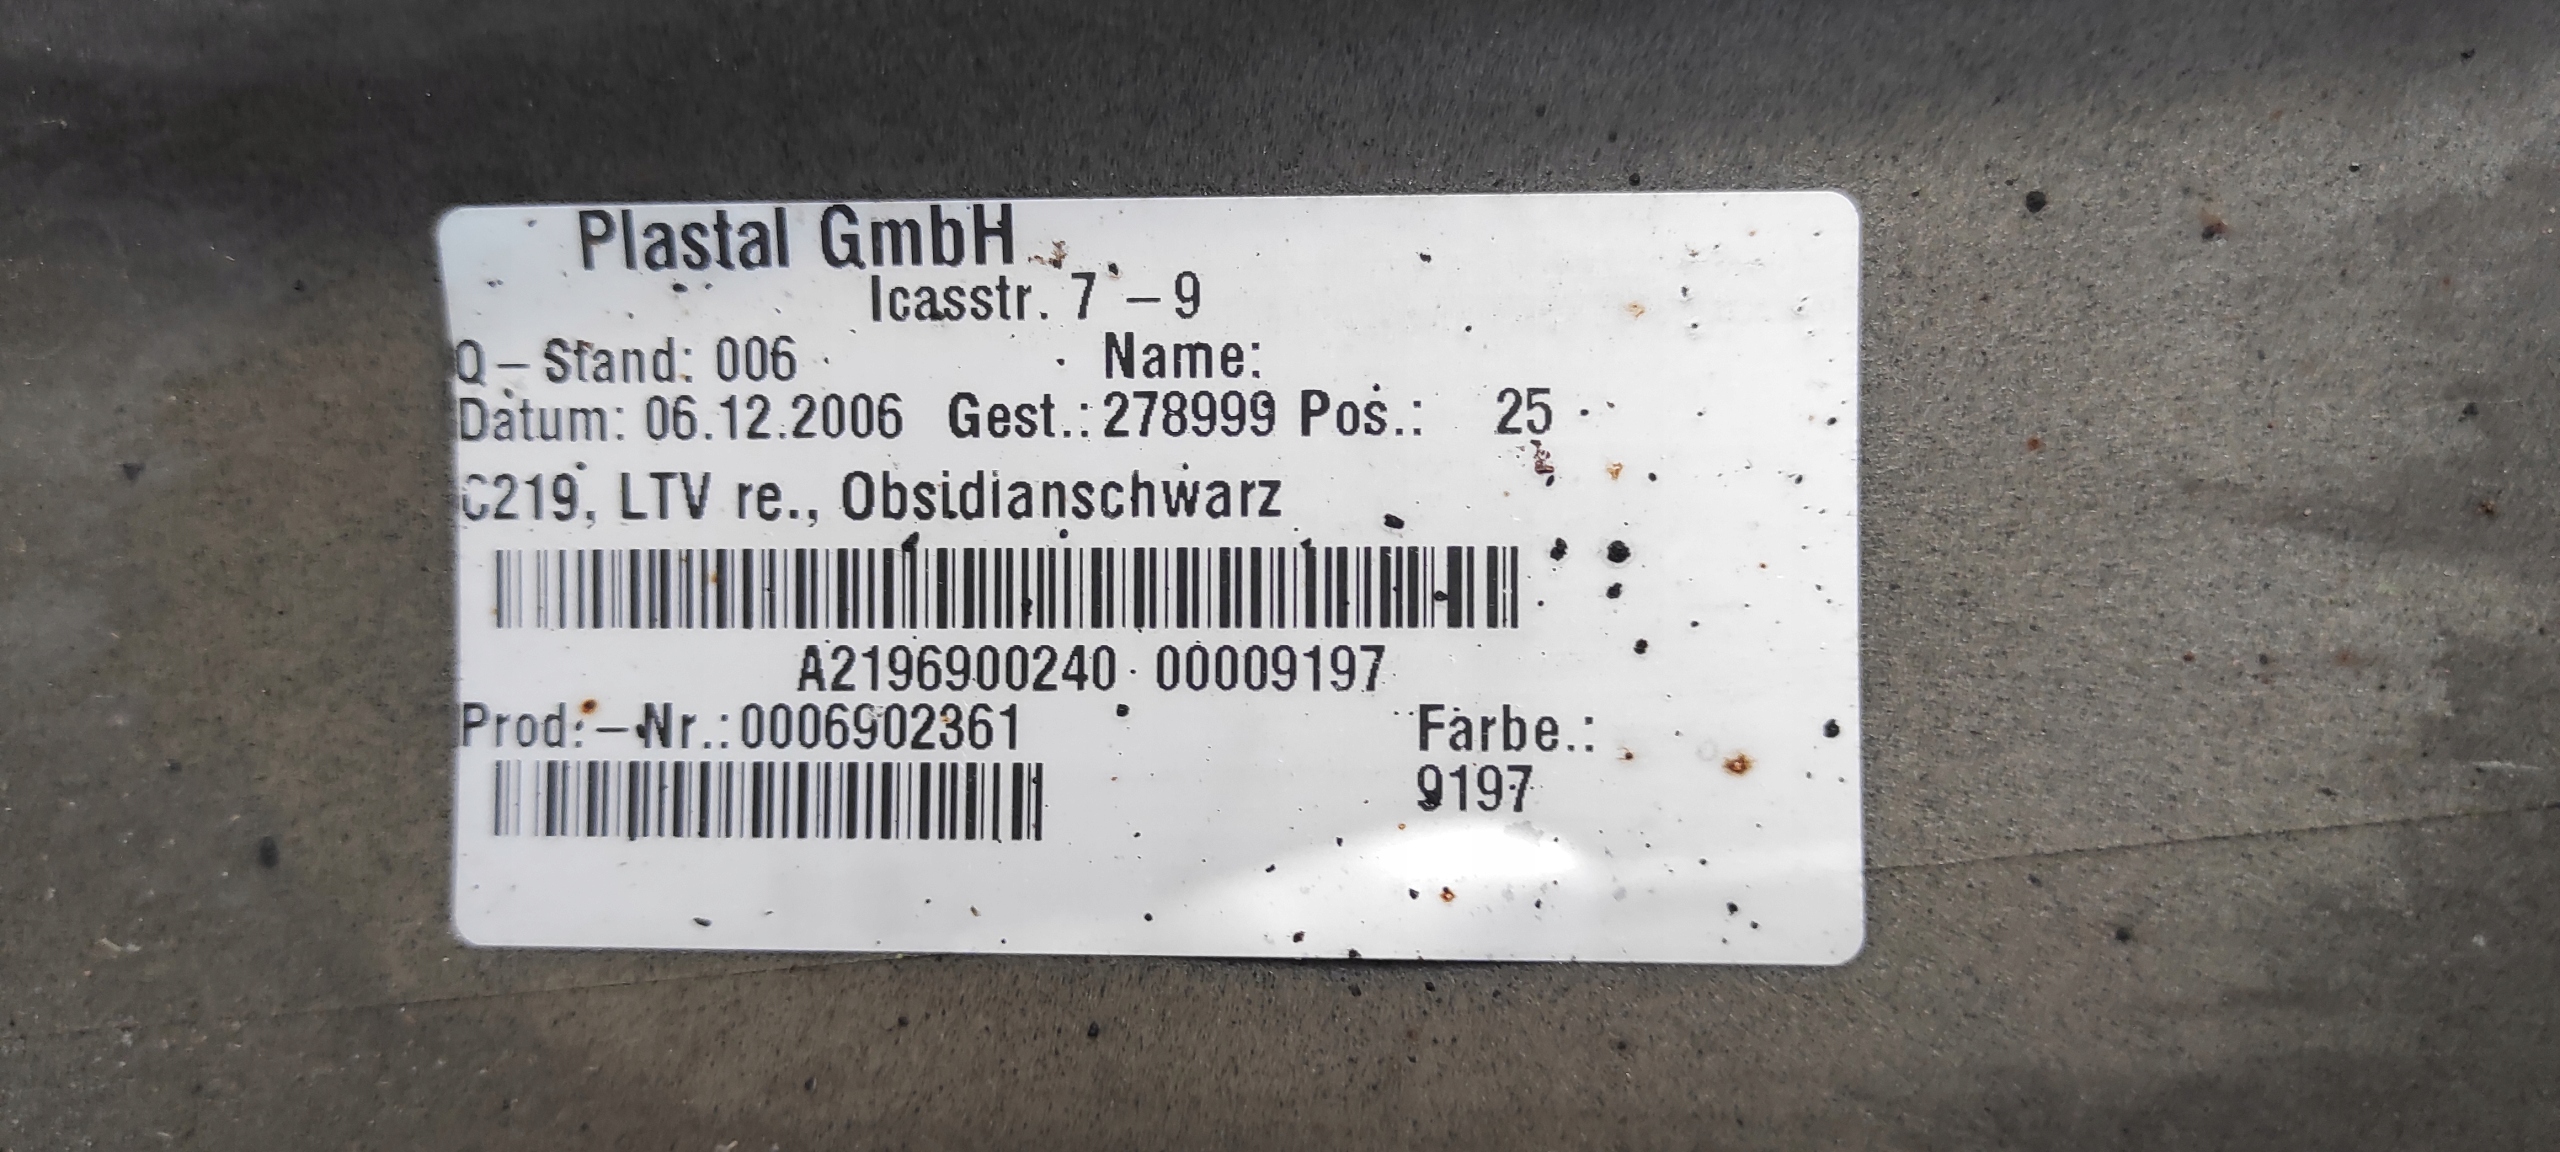 Plastal GmbH
Icasstr. 7 – 9
Q – Stand: 006 Name:
Datum: 06.12.2006 Gest.: 278999 Pos.: 25
C219, LTV re., Obsidianschwarz
A2196900240 00009197
Prod.–Nr.:0006902361 Farbe.:
9197